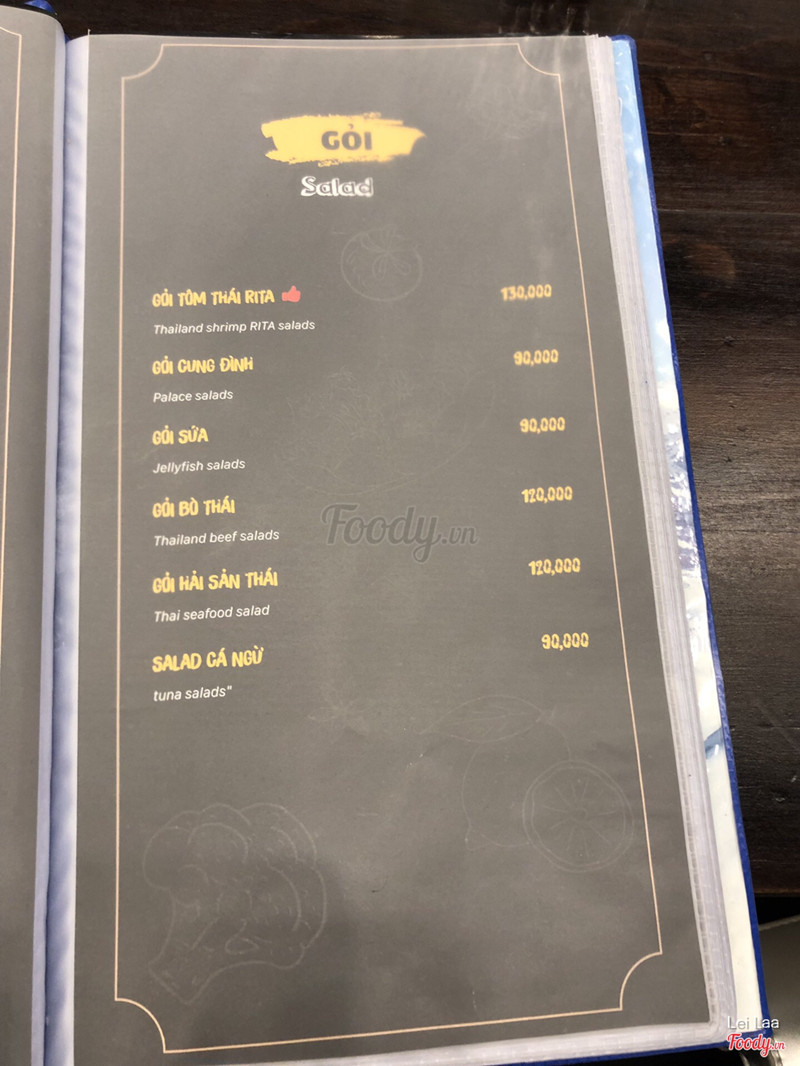 GỎI
Salad
GỎI TÔM THÁI RITA 130,000
Thailand shrimp RITA salads
GỎI CUNG ĐÌNH 90,000
Palace salads
GỎI SỨA 90,000
Jellyfish salads
GỎI BÒ THÁI 120,000
Thailand beef salads
GỎI HẢI SẢN THÁI 120,000
Thai seafood salad
SALAD CÁ NGỪ 90,000
tuna salads"
Foody.vn
Lei Laa
Foody.vn